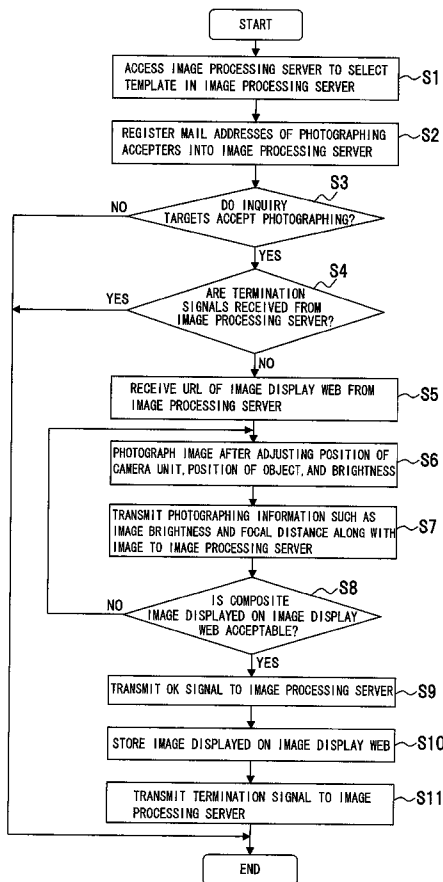 START
ACCESS IMAGE PROCESSING SERVER TO SELECT
TEMPLATE IN IMAGE PROCESSING SERVER
S1
REGISTER MAIL ADDRESSES OF PHOTOGRAPHING
ACCEPTERS INTO IMAGE PROCESSING SERVER
S2
S3
NO
DO INQUIRY
TARGETS ACCEPT PHOTOGRAPHING?
YES
S4
YES
ARE TERMINATION
SIGNALS RECEIVED FROM
IMAGE PROCESSING SERVER?
NO
RECEIVE URL OF IMAGE DISPLAY WEB FROM
IMAGE PROCESSING SERVER
S5
PHOTOGRAPH IMAGE AFTER ADJUSTING POSITION OF
CAMERA UNIT, POSITION OF OBJECT, AND BRIGHTNESS
S6
TRANSMIT PHOTOGRAPHING INFORMATION SUCH AS
IMAGE BRIGHTNESS AND FOCAL DISTANCE ALONG WITH
IMAGE TO IMAGE PROCESSING SERVER
S7
S8
NO
IS COMPOSITE
IMAGE DISPLAYED ON IMAGE DISPLAY
WEB ACCEPTABLE?
YES
TRANSMIT OK SIGNAL TO IMAGE PROCESSING SERVER
S9
STORE IMAGE DISPLAYED ON IMAGE DISPLAY WEB
S10
TRANSMIT TERMINATION SIGNAL TO IMAGE
PROCESSING SERVER
S11
END